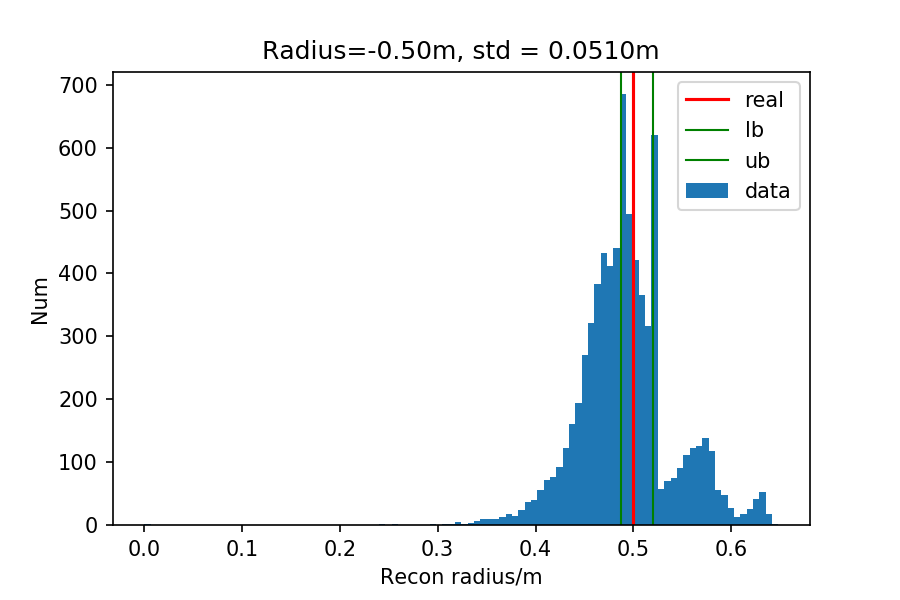 Radius=-0.50m, std = 0.0510m
700
600
500
400
300
200
100
0
Num
real
lb
ub
data
0.0 0.1 0.2 0.3 0.4 0.5 0.6
Recon radius/m